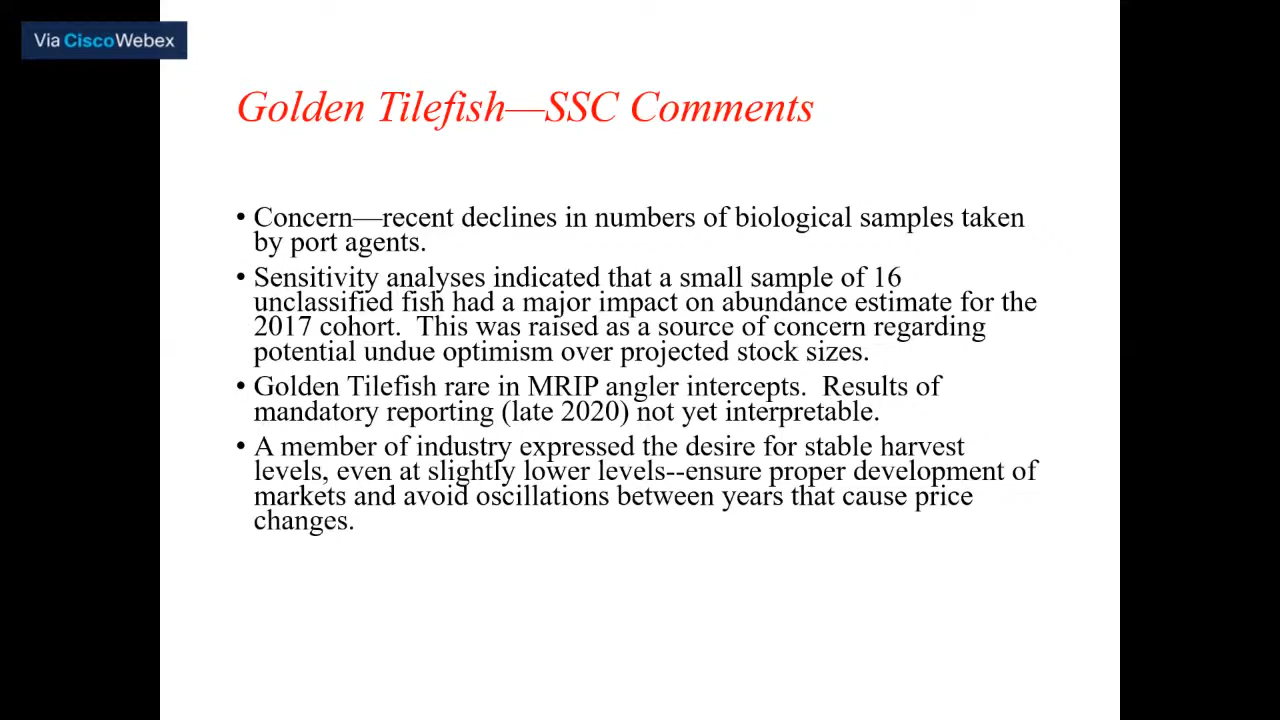 Via CiscoWebex
Golden Tilefish—SSC Comments
• Concern—recent declines in numbers of biological samples taken
by port agents.
• Sensitivity analyses indicated that a small sample of 16
unclassified fish had a major impact on abundance estimate for the
2017 cohort.  This was raised as a source of concern regarding
potential undue optimism over projected stock sizes.
• Golden Tilefish rare in MRIP angler intercepts.  Results of
mandatory reporting (late 2020) not yet interpretable.
• A member of industry expressed the desire for stable harvest
levels, even at slightly lower levels--ensure proper development of
markets and avoid oscillations between years that cause price
changes.